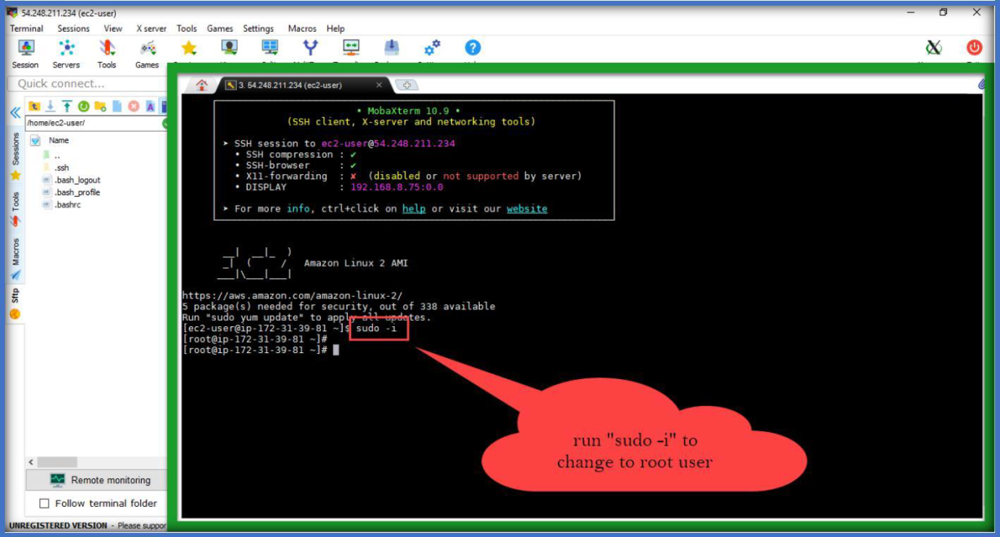 54.248.211.234 (ec2-user)
Terminal Sessions View X server Tools Games Settings Macros Help
Session Servers Tools Games
Quick connect...
3. 54.248.211.234 (ec2-user)
/home/ec2-user/
Name
..
.ssh
.bash_logout
.bash_profile
.bashrc
Sessions
Tools
Macros
Sftp
• MobaXterm 10.9 •
(SSH client, X-server and networking tools)
➤ SSH session to ec2-user@54.248.211.234
• SSH compression : ✔
• SSH-browser : ✔
• X11-forwarding : ✘ (disabled or not supported by server)
• DISPLAY : 192.168.8.75:0.0
➤ For more info, ctrl+click on help or visit our website
__| __|_ )
_| ( / Amazon Linux 2 AMI
___|\___|___|
https://aws.amazon.com/amazon-linux-2/
5 package(s) needed for security, out of 338 available
Run "sudo yum update" to apply all updates.
[ec2-user@ip-172-31-39-81 ~]$ sudo -i
[root@ip-172-31-39-81 ~]#
[root@ip-172-31-39-81 ~]#
run "sudo -i" to
change to root user
Remote monitoring
Follow terminal folder
UNREGISTERED VERSION - Please suppor